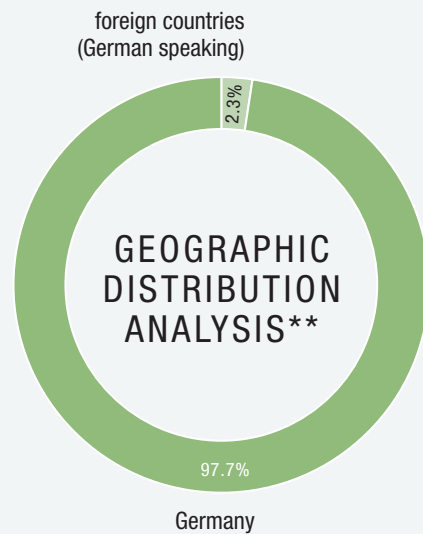 foreign countries
(German speaking)
2.3%
GEOGRAPHIC
DISTRIBUTION
ANALYSIS**
97.7%
Germany